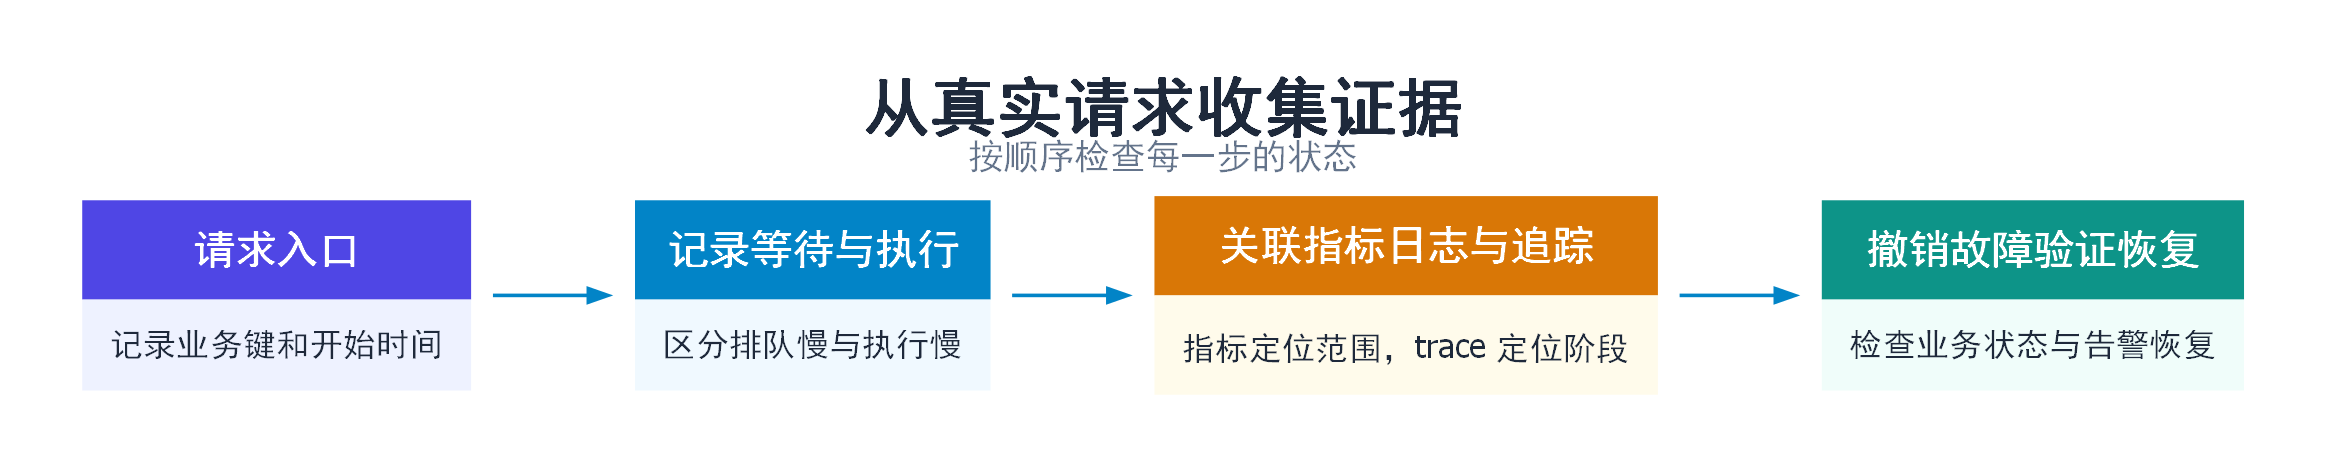 从真实请求收集证据
按顺序检查每一步的状态
请求入口
记录业务键和开始时间
记录等待与执行
区分排队慢与执行慢
关联指标日志与追踪
指标定位范围，trace 定位阶段
撤销故障验证恢复
检查业务状态与告警恢复